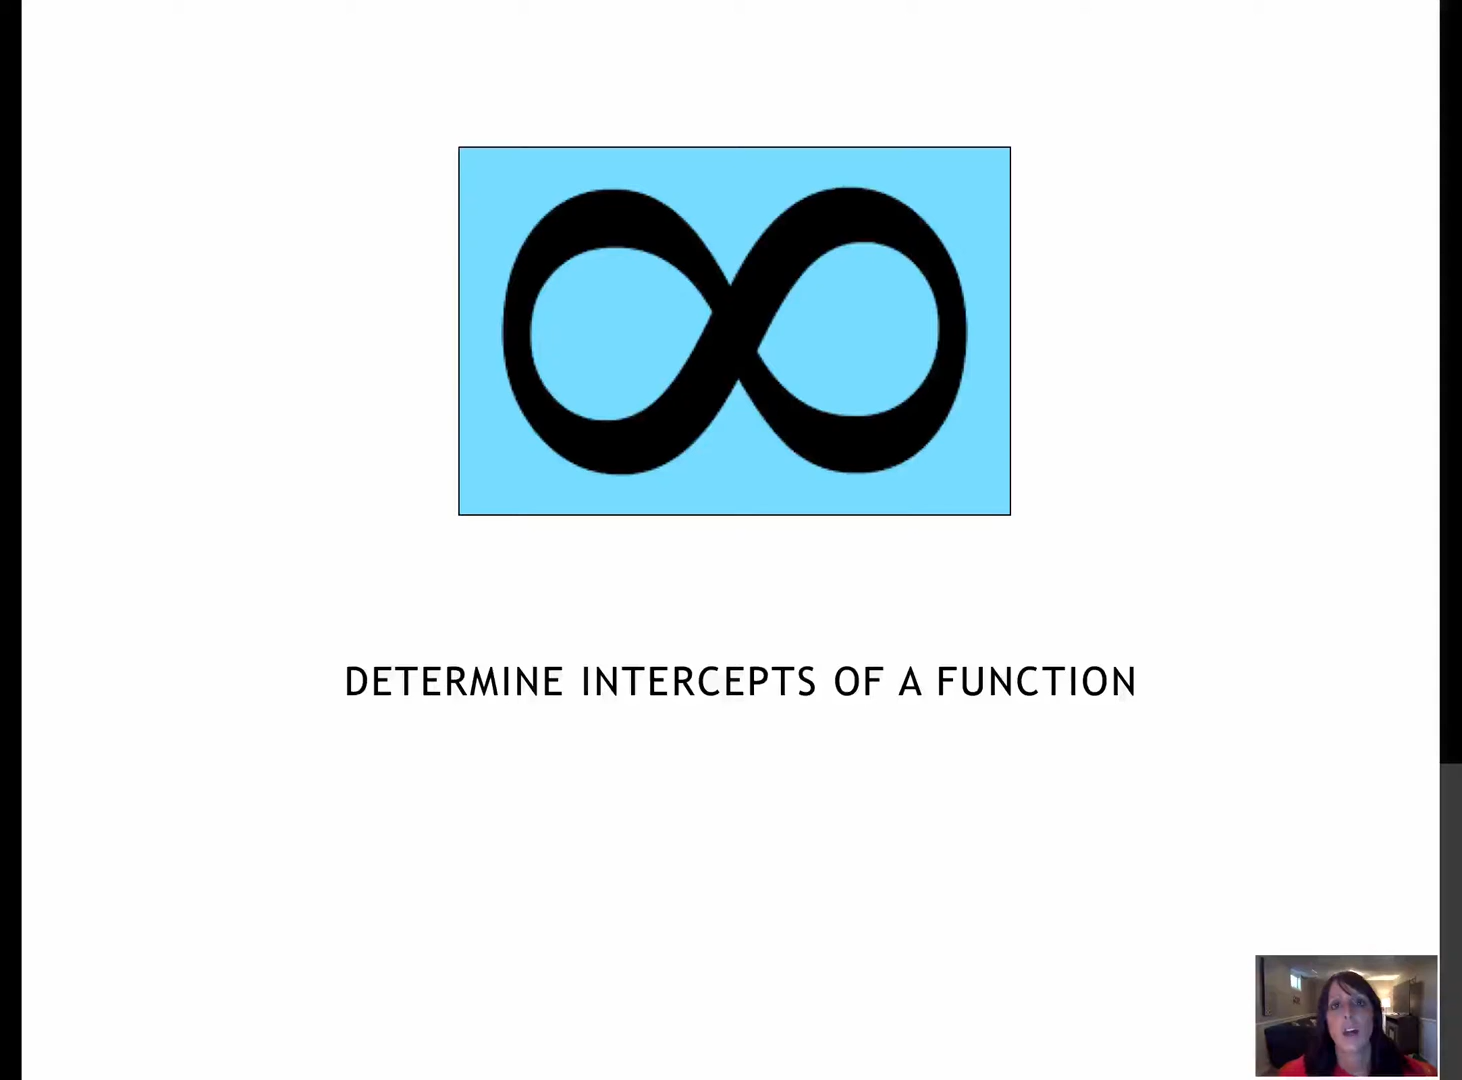 DETERMINE INTERCEPTS OF A FUNCTION